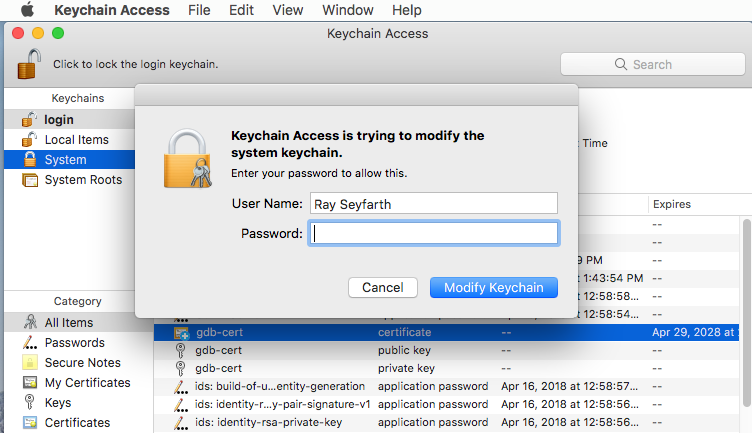 Keychain Access File Edit View Window Help
Keychain Access
Click to lock the login keychain.
Search
Keychains
login
Local Items
System
System Roots
Keychain Access is trying to modify the
system keychain.
Enter your password to allow this.
User Name: Ray Seyfarth
Password:
Cancel Modify Keychain
Time
Expires
--
--
9 PM --
at 1:43:54 PM --
at 12:58:58... --
at 12:58:54... --
Category
All Items
Passwords
Secure Notes
My Certificates
Keys
Certificates
gdb-cert certificate -- Apr 29, 2028 at
gdb-cert public key -- --
gdb-cert private key -- --
ids: build-of-u...entity-generation application password Apr 16, 2018 at 12:58:57... --
ids: identity-r...y-pair-signature-v1 application password Apr 16, 2018 at 12:58:56... --
ids: identity-rsa-private-key application password Apr 16, 2018 at 12:58:56... --